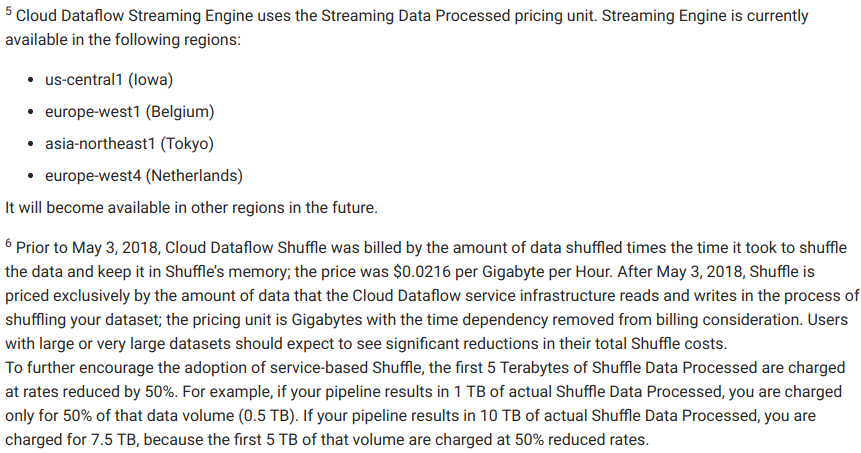 5 Cloud Dataflow Streaming Engine uses the Streaming Data Processed pricing unit. Streaming Engine is currently
available in the following regions:
• us-central1 (Iowa)
• europe-west1 (Belgium)
• asia-northeast1 (Tokyo)
• europe-west4 (Netherlands)
It will become available in other regions in the future.
6 Prior to May 3, 2018, Cloud Dataflow Shuffle was billed by the amount of data shuffled times the time it took to shuffle
the data and keep it in Shuffle's memory; the price was $0.0216 per Gigabyte per Hour. After May 3, 2018, Shuffle is
priced exclusively by the amount of data that the Cloud Dataflow service infrastructure reads and writes in the process of
shuffling your dataset; the pricing unit is Gigabytes with the time dependency removed from billing consideration. Users
with large or very large datasets should expect to see significant reductions in their total Shuffle costs.
To further encourage the adoption of service-based Shuffle, the first 5 Terabytes of Shuffle Data Processed are charged
at rates reduced by 50%. For example, if your pipeline results in 1 TB of actual Shuffle Data Processed, you are charged
only for 50% of that data volume (0.5 TB). If your pipeline results in 10 TB of actual Shuffle Data Processed, you are
charged for 7.5 TB, because the first 5 TB of that volume are charged at 50% reduced rates.